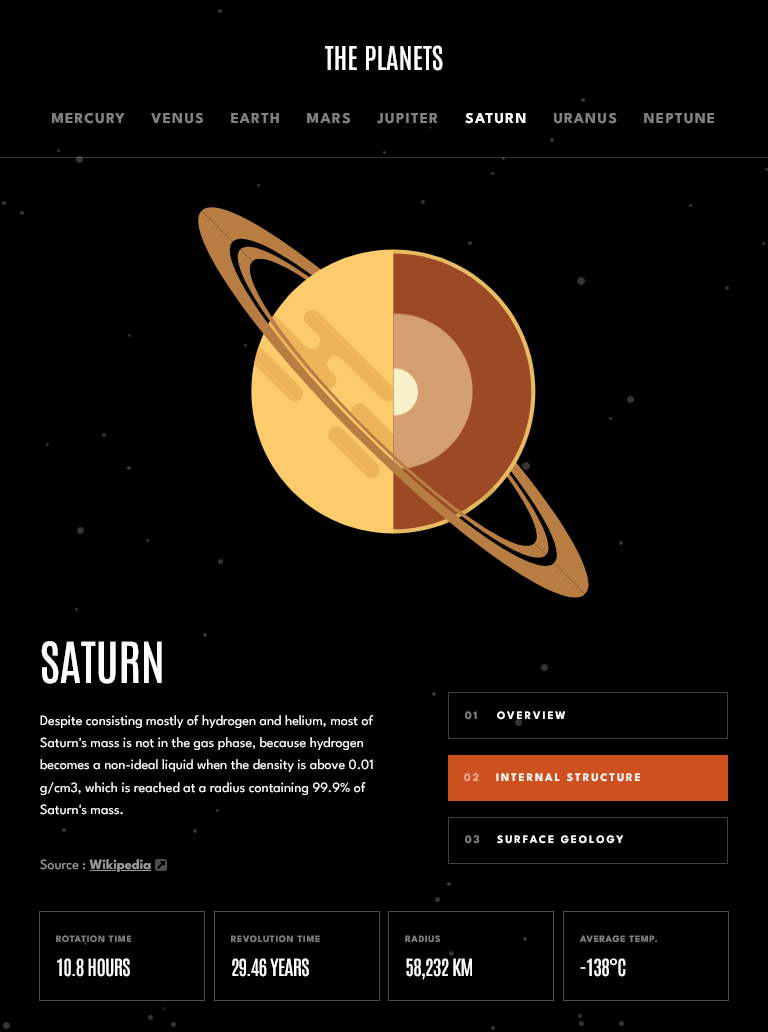 THE PLANETS
MERCURY VENUS EARTH MARS JUPITER SATURN URANUS NEPTUNE
SATURN
Despite consisting mostly of hydrogen and helium, most of
Saturn's mass is not in the gas phase, because hydrogen
becomes a non-ideal liquid when the density is above 0.01
g/cm3, which is reached at a radius containing 99.9% of
Saturn's mass.
Source : Wikipedia
01 OVERVIEW
02 INTERNAL STRUCTURE
03 SURFACE GEOLOGY
ROTATION TIME
10.8 HOURS
REVOLUTION TIME
29.46 YEARS
RADIUS
58,232 KM
AVERAGE TEMP.
-138°C